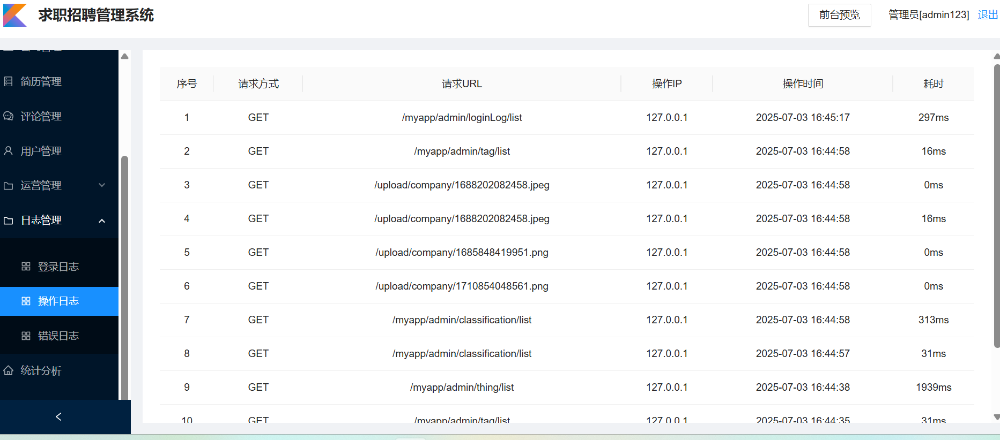 求职招聘管理系统
前台预览 管理员[admin123] 退出
简历管理
评论管理
用户管理
运营管理
日志管理
登录日志
操作日志
错误日志
统计分析
序号 请求方式 请求URL 操作IP 操作时间 耗时
1 GET /myapp/admin/loginLog/list 127.0.0.1 2025-07-03 16:45:17 297ms
2 GET /myapp/admin/tag/list 127.0.0.1 2025-07-03 16:44:58 16ms
3 GET /upload/company/1688202082458.jpeg 127.0.0.1 2025-07-03 16:44:58 0ms
4 GET /upload/company/1688202082458.jpeg 127.0.0.1 2025-07-03 16:44:58 16ms
5 GET /upload/company/1685848419951.png 127.0.0.1 2025-07-03 16:44:58 0ms
6 GET /upload/company/1710854048561.png 127.0.0.1 2025-07-03 16:44:58 0ms
7 GET /myapp/admin/classification/list 127.0.0.1 2025-07-03 16:44:58 313ms
8 GET /myapp/admin/classification/list 127.0.0.1 2025-07-03 16:44:57 31ms
9 GET /myapp/admin/thing/list 127.0.0.1 2025-07-03 16:44:38 1939ms
10 GET /myapp/admin/tag/list 127.0.0.1 2025-07-03 16:44:35 31ms